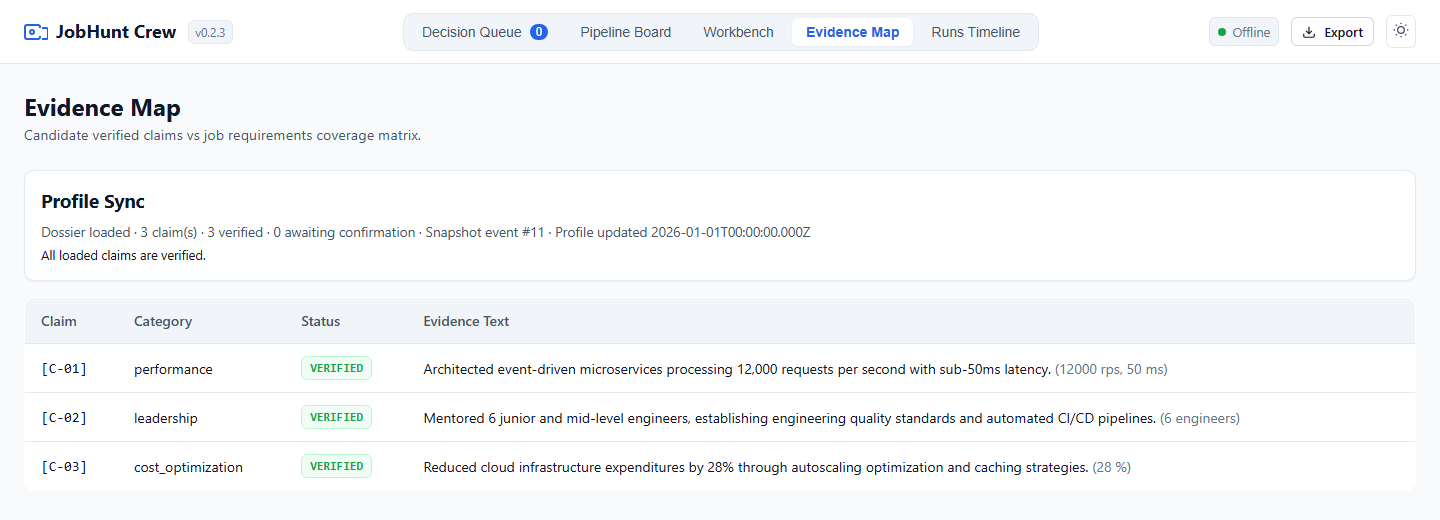 JobHunt Crew v0.2.3 Decision Queue 0 Pipeline Board Workbench Evidence Map Runs Timeline Offline Export
Evidence Map
Candidate verified claims vs job requirements coverage matrix.
Profile Sync
Dossier loaded · 3 claim(s) · 3 verified · 0 awaiting confirmation · Snapshot event #11 · Profile updated 2026-01-01T00:00:00.000Z
All loaded claims are verified.
Claim Category Status Evidence Text
[C-01] performance VERIFIED Architected event-driven microservices processing 12,000 requests per second with sub-50ms latency. (12000 rps, 50 ms)
[C-02] leadership VERIFIED Mentored 6 junior and mid-level engineers, establishing engineering quality standards and automated CI/CD pipelines. (6 engineers)
[C-03] cost_optimization VERIFIED Reduced cloud infrastructure expenditures by 28% through autoscaling optimization and caching strategies. (28 %)